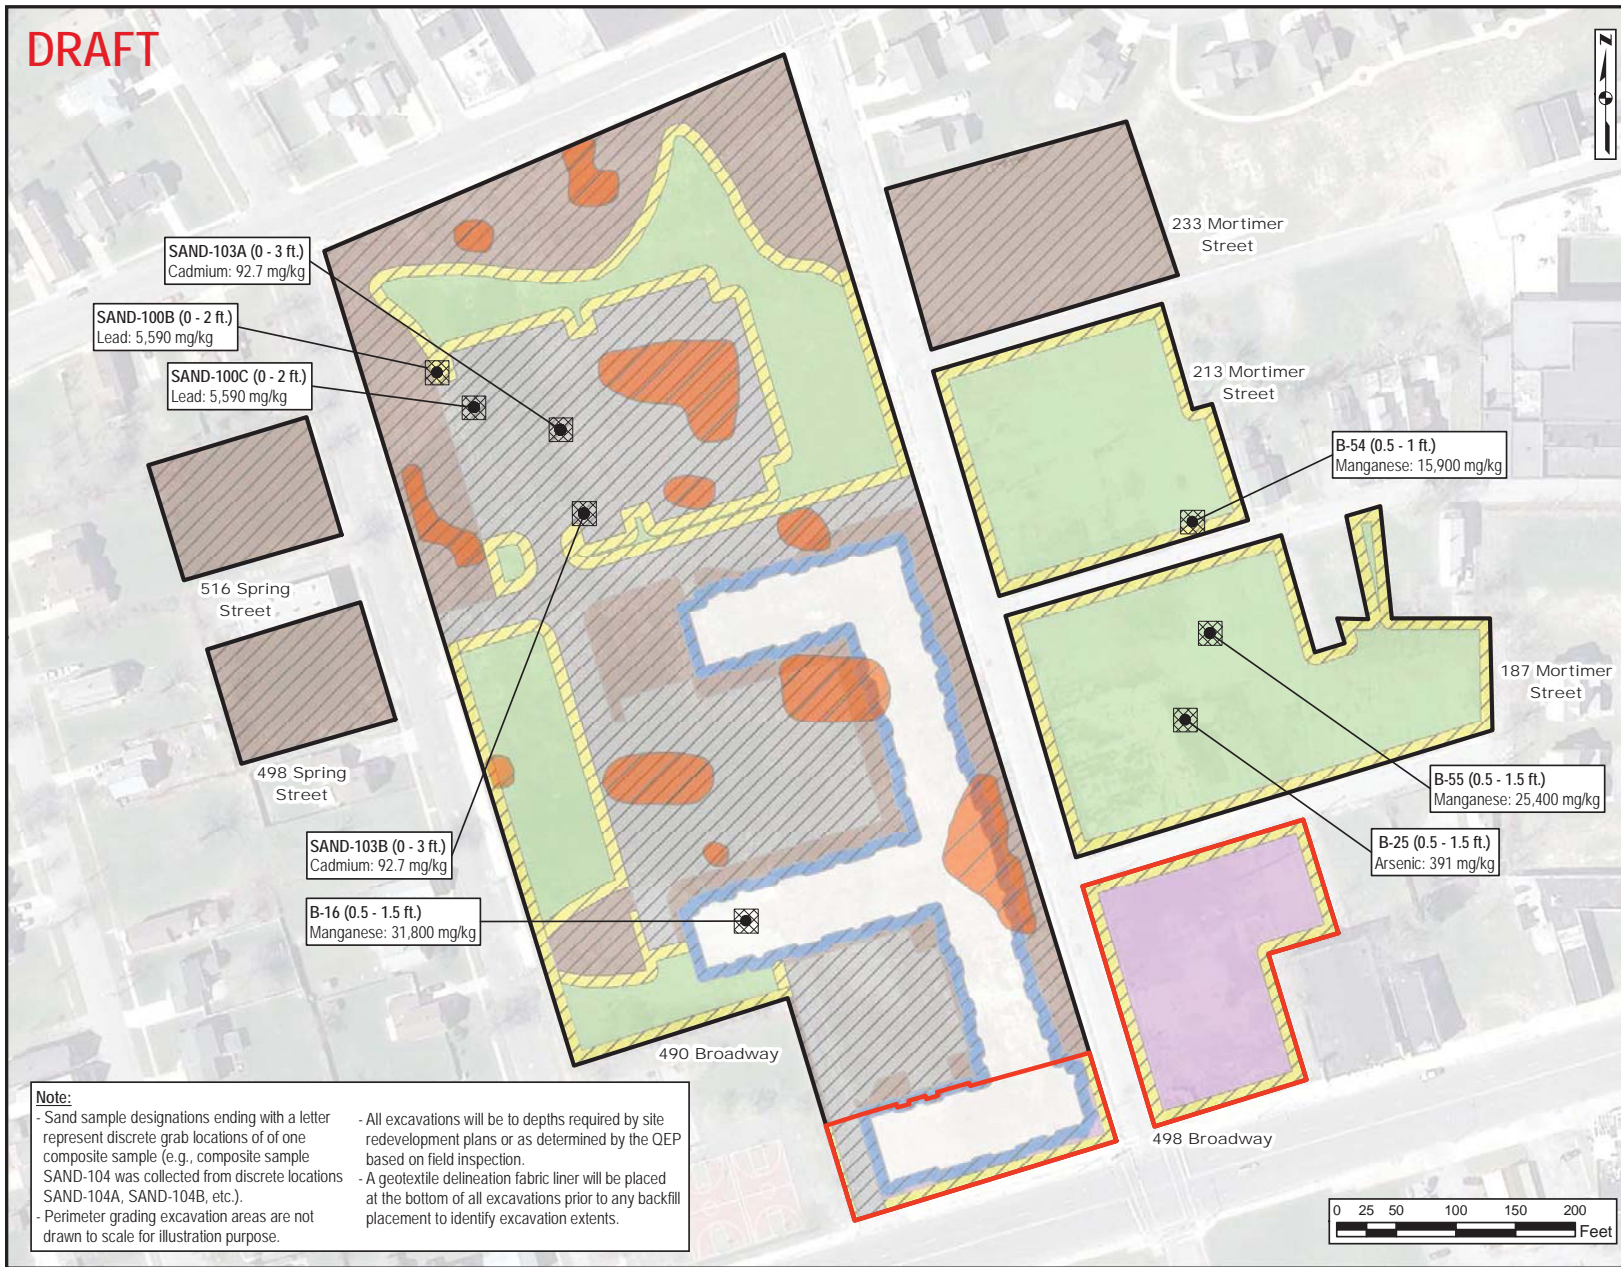 DRAFT
N
233 Mortimer
Street
SAND-103A (0 - 3 ft.)
Cadmium: 92.7 mg/kg
SAND-100B (0 - 2 ft.)
Lead: 5,590 mg/kg
SAND-100C (0 - 2 ft.)
Lead: 5,590 mg/kg
213 Mortimer
Street
B-54 (0.5 - 1 ft.)
Manganese: 15,900 mg/kg
516 Spring
Street
187 Mortimer
Street
498 Spring
Street
B-55 (0.5 - 1.5 ft.)
Manganese: 25,400 mg/kg
B-25 (0.5 - 1.5 ft.)
Arsenic: 391 mg/kg
SAND-103B (0 - 3 ft.)
Cadmium: 92.7 mg/kg
B-16 (0.5 - 1.5 ft.)
Manganese: 31,800 mg/kg
490 Broadway
498 Broadway
Note:
- Sand sample designations ending with a letter
represent discrete grab locations of of one
composite sample (e.g., composite sample
SAND-104 was collected from discrete locations
SAND-104A, SAND-104B, etc.).
- Perimeter grading excavation areas are not
drawn to scale for illustration purpose.
- All excavations will be to depths required by site
redevelopment plans or as determined by the QEP
based on field inspection.
- A geotextile delineation fabric liner will be placed
at the bottom of all excavations prior to any backfill
placement to identify excavation extents.
0 25 50 100 150 200
Feet